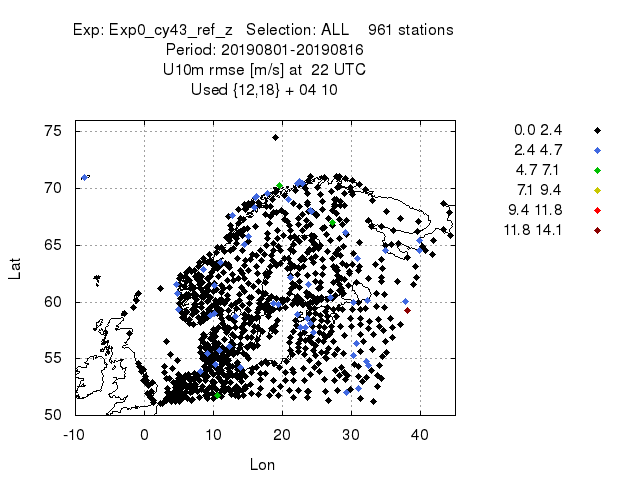 Exp: Exp0_cy43_ref_z   Selection: ALL    961 stations
Period: 20190801-20190816
U10m rmse [m/s] at  22 UTC
Used {12,18} + 04 10
0.0 2.4
2.4 4.7
4.7 7.1
7.1 9.4
9.4 11.8
11.8 14.1
75
70
65
60
55
50
Lat
-10 0 10 20 30 40
Lon